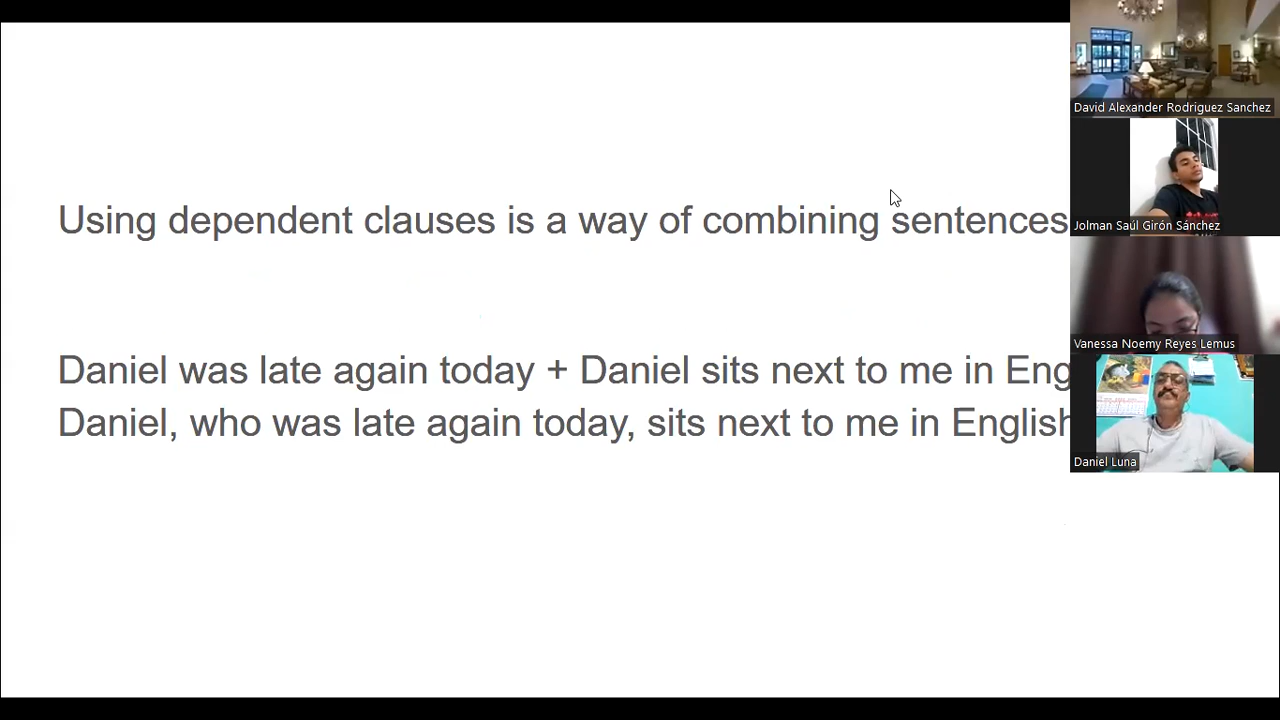 Using dependent clauses is a way of combining sentences
Daniel was late again today + Daniel sits next to me in Eng
Daniel, who was late again today, sits next to me in English
David Alexander Rodriguez Sanchez
Jolman Saúl Girón Sánchez
Vanessa Noemy Reyes Lemus
Daniel Luna